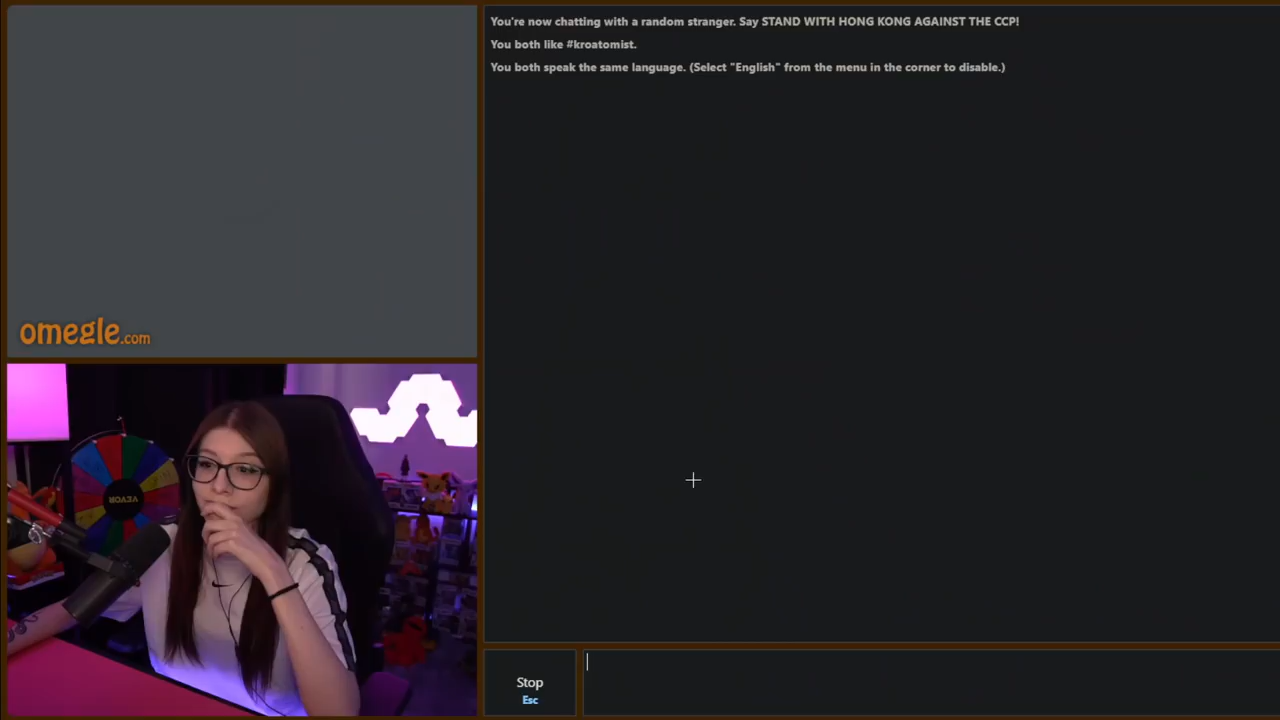 You're now chatting with a random stranger. Say STAND WITH HONG KONG AGAINST THE CCP!
You both like #kroatomist.
You both speak the same language. (Select "English" from the menu in the corner to disable.)
omegle.com
VEVOR
Stop
Esc